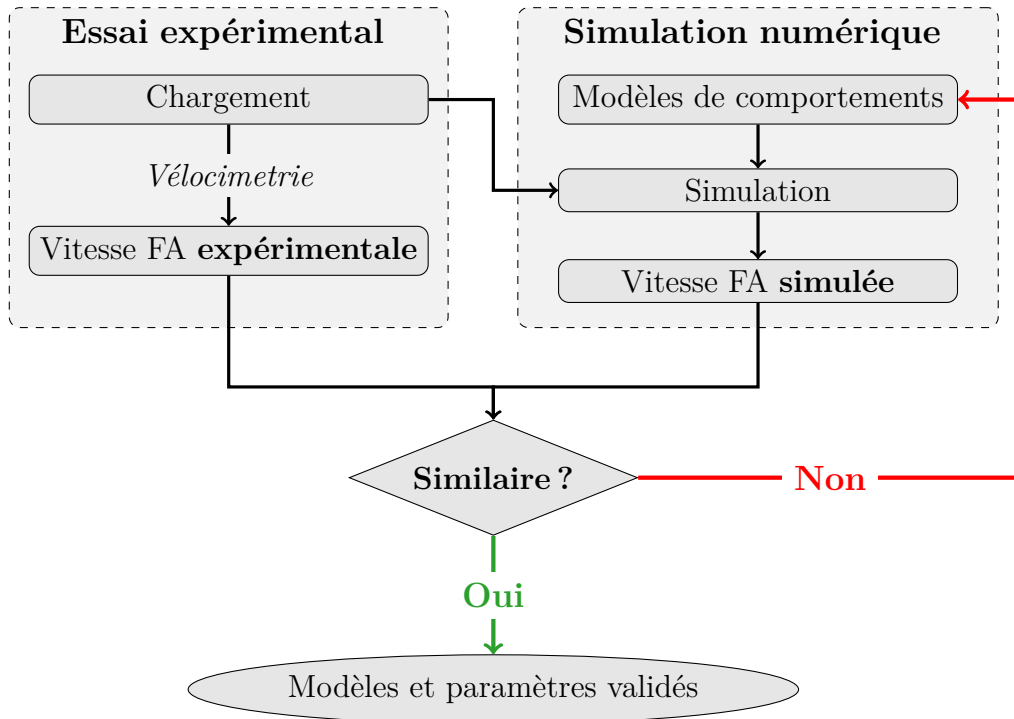 Essai expérimental
Chargement
Vélocimetrie
Vitesse FA expérimentale
Simulation numérique
Modèles de comportements
Simulation
Vitesse FA simulée
Similaire ?
Non
Oui
Modèles et paramètres validés